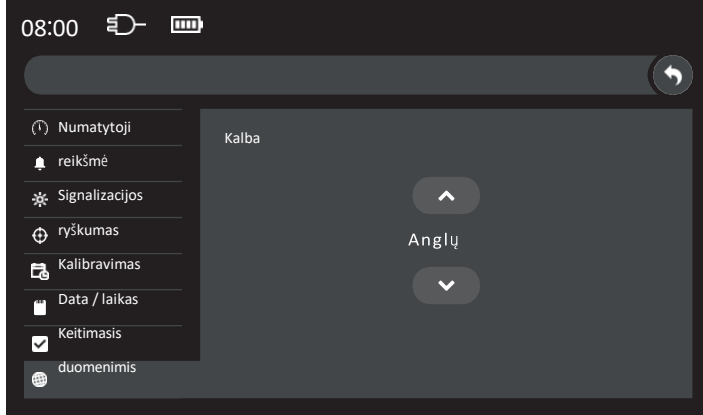 08:00
Numatytoji
reikšmė
Signalizacijos
ryškumas
Kalibravimas
Data / laikas
Keitimasis
duomenimis
Kalba
Anglų